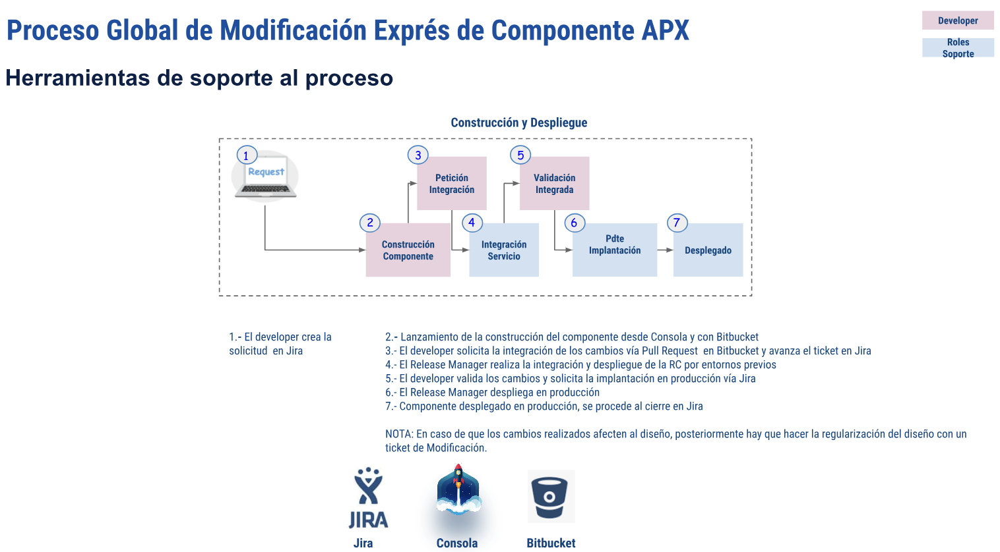 Proceso Global de Modificación Exprés de Componente APX
Developer
Roles
Soporte
Herramientas de soporte al proceso
Construcción y Despliegue
1
Request
3
Petición
Integración
5
Validación
Integrada
2
Construcción
Componente
4
Integración
Servicio
6
Pdte
Implantación
7
Desplegado
1.- El developer crea la
solicitud en Jira
2.- Lanzamiento de la construcción del componente desde Consola y con Bitbucket
3.- El developer solicita la integración de los cambios vía Pull Request en Bitbucket y avanza el ticket en Jira
4.- El Release Manager realiza la integración y despliegue de la RC por entornos previos
5.- El developer valida los cambios y solicita la implantación en producción vía Jira
6.- El Release Manager despliega en producción
7.- Componente desplegado en producción, se procede al cierre en Jira
NOTA: En caso de que los cambios realizados afecten al diseño, posteriormente hay que hacer la regularización del diseño con un
ticket de Modificación.
JIRA
Jira
Consola
Bitbucket